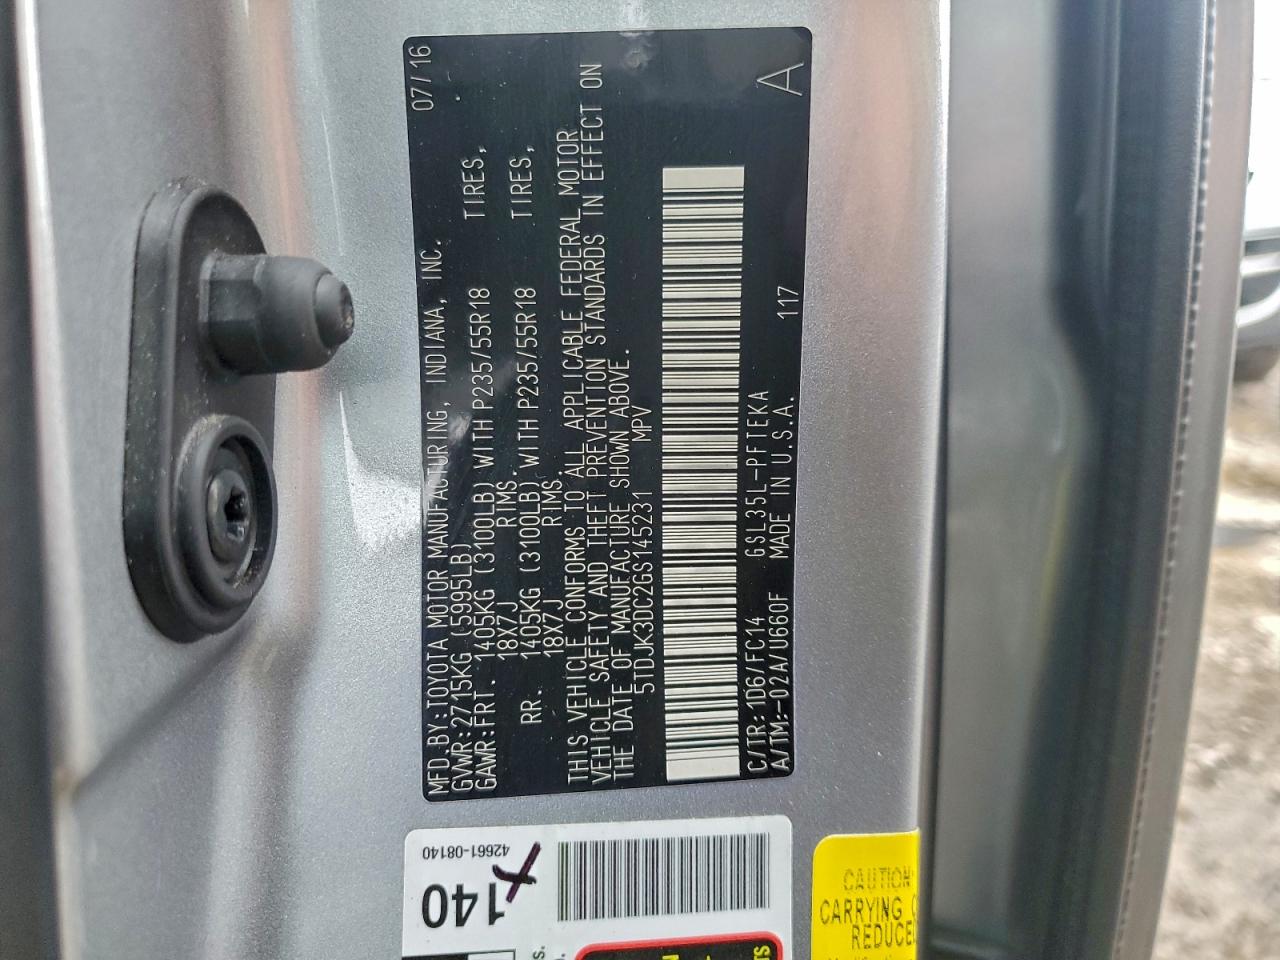 MFD.BY:TOYOTA MOTOR MANUFACTURING, INDIANA, INC. 07/16
GVWR:2715KG (5995LB)
GAWR:FRT. 1405KG (3100LB) WITH P235/55R18 TIRES,
18X7J RIMS.
RR. 1405KG (3100LB) WITH P235/55R18 TIRES,
18X7J RIMS.
THIS VEHICLE CONFORMS TO ALL APPLICABLE FEDERAL MOTOR
VEHICLE SAFETY AND THEFT PREVENTION STANDARDS IN EFFECT ON
THE DATE OF MANUFACTURE SHOWN ABOVE.
5TDJK3DC2GS145231 MPV
C/TR:1D6/FC14 GSL35L-PFTEKA
A/TM:-02A/U660F MADE IN U.S.A. 117 A
42661-08140
140
CAUTION:
CARRYING
REDUCED